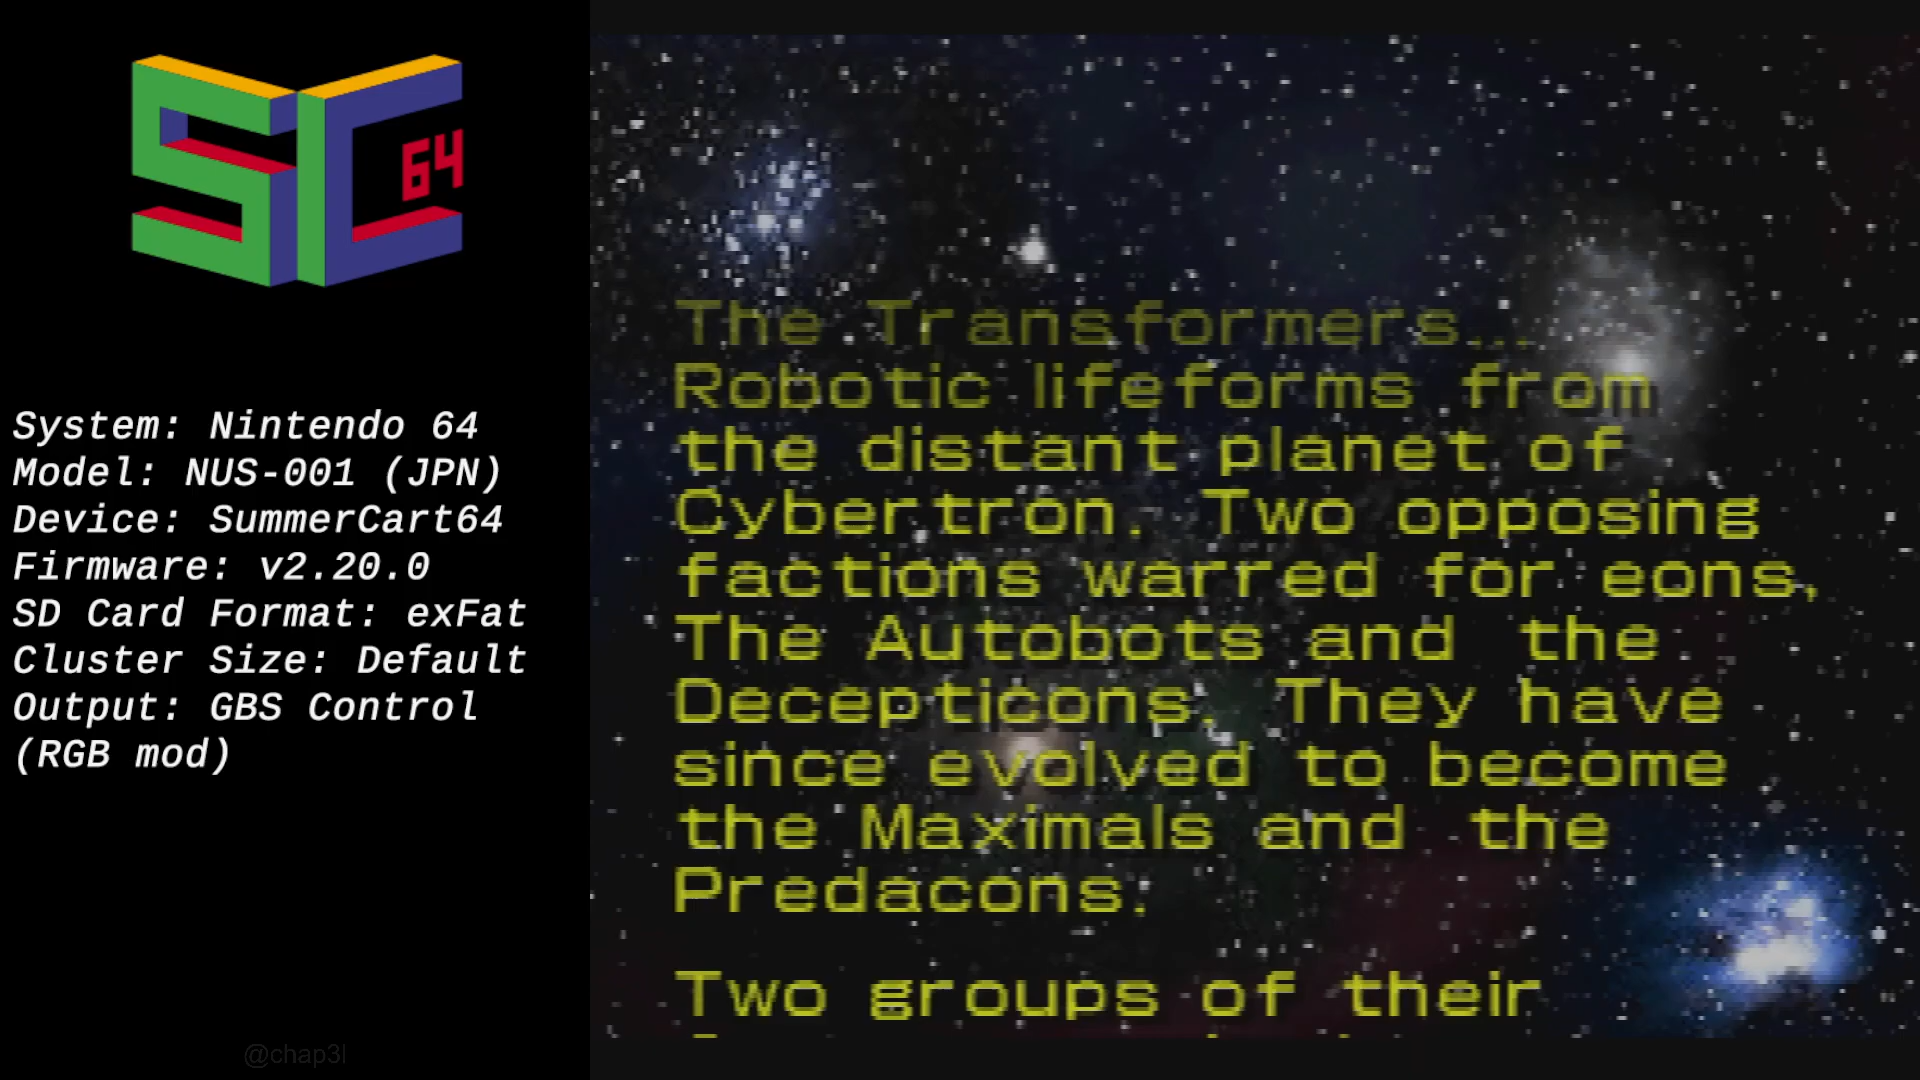 SC
64
System: Nintendo 64
Model: NUS-001 (JPN)
Device: SummerCart64
Firmware: v2.20.0
SD Card Format: exFat
Cluster Size: Default
Output: GBS Control
(RGB mod)
@chap3l
The Transformers...
Robotic lifeforms from
the distant planet of
Cybertron. Two opposing
factions warred for eons,
The Autobots and the
Decepticons. They have
since evolved to become
the Maximals and the
Predacons.
Two groups of their